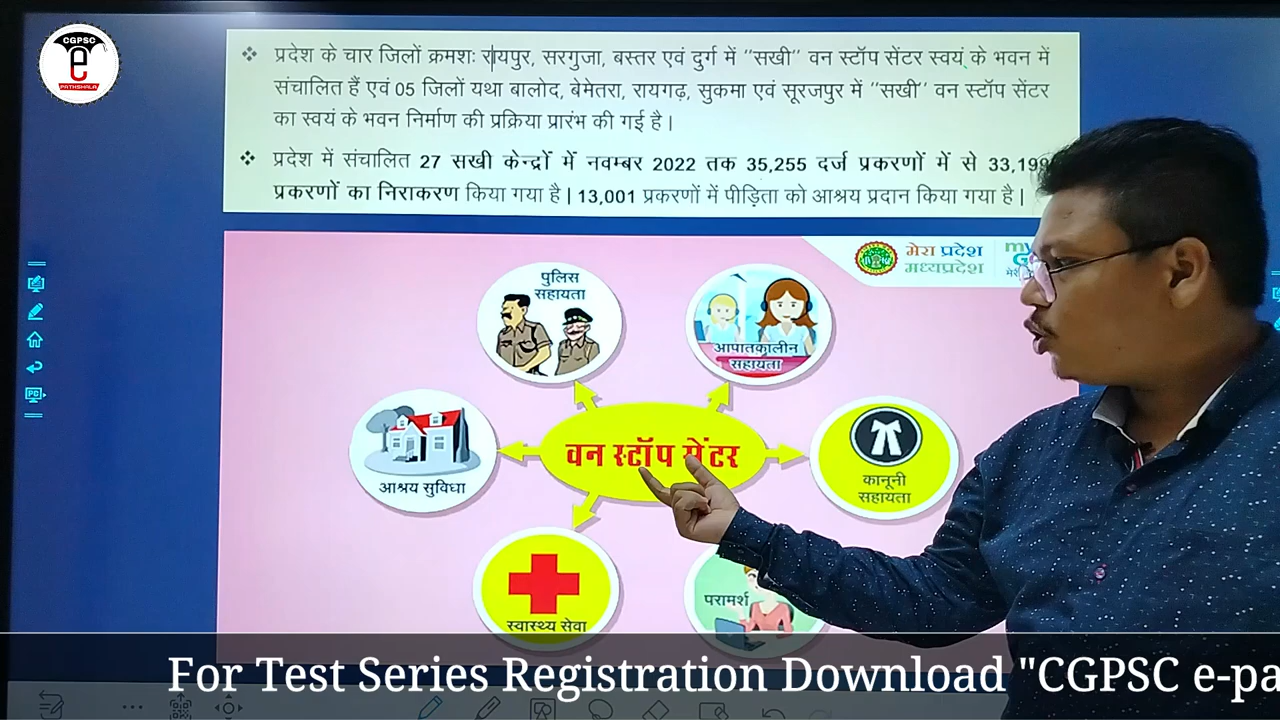 CGPSC
e
PATHSHALA
❖ प्रदेश के चार जिलों क्रमशः रायपुर, सरगुजा, बस्तर एवं दुर्ग में ''सखी'' वन स्टॉप सेंटर स्वयं के भवन में
संचालित हैं एवं 05 जिलों यथा बालोद, बेमेतरा, रायगढ़, सुकमा एवं सूरजपुर में ''सखी'' वन स्टॉप सेंटर
का स्वयं के भवन निर्माण की प्रक्रिया प्रारंभ की गई है |
❖ प्रदेश में संचालित 27 सखी केन्द्रों में नवम्बर 2022 तक 35,255 दर्ज प्रकरणों में से 33,199
प्रकरणों का निराकरण किया गया है | 13,001 प्रकरणों में पीड़िता को आश्रय प्रदान किया गया है |
मेरा प्रदेश
मध्यप्रदेश
my
पुलिस
सहायता
आपातकालीन
सहायता
आश्रय सुविधा
वन स्टॉप सेंटर
कानूनी
सहायता
स्वास्थ्य सेवा
परामर्श
PC
For Test Series Registration Download "CGPSC e-pa